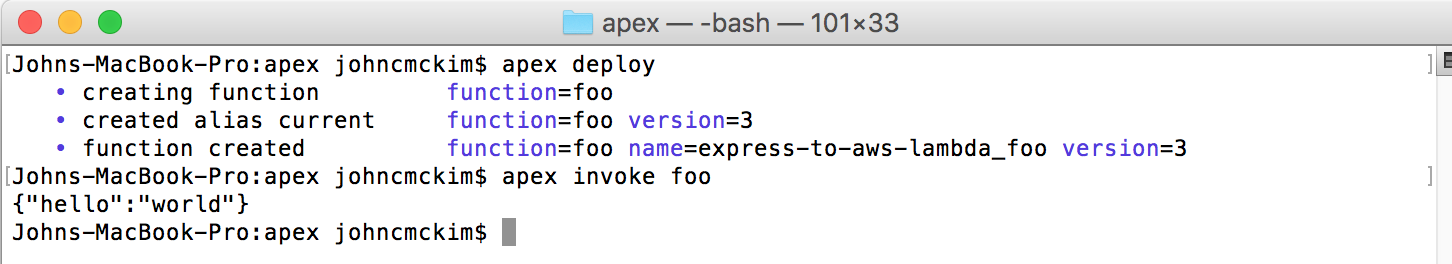 apex — -bash — 101×33
[Johns-MacBook-Pro:apex johncmckim$ apex deploy ]
• creating function function=foo
• created alias current function=foo version=3
• function created function=foo name=express-to-aws-lambda_foo version=3
[Johns-MacBook-Pro:apex johncmckim$ apex invoke foo ]
{"hello":"world"}
Johns-MacBook-Pro:apex johncmckim$